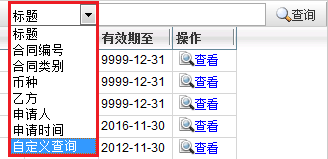 标题 查询
标题 有效期至 操作
合同编号
合同类别 9999-12-31 查看
币种 9999-12-31 查看
乙方 9999-12-31 查看
申请人
申请时间 2016-11-30 查看
自定义查询 2012-11-30 查看